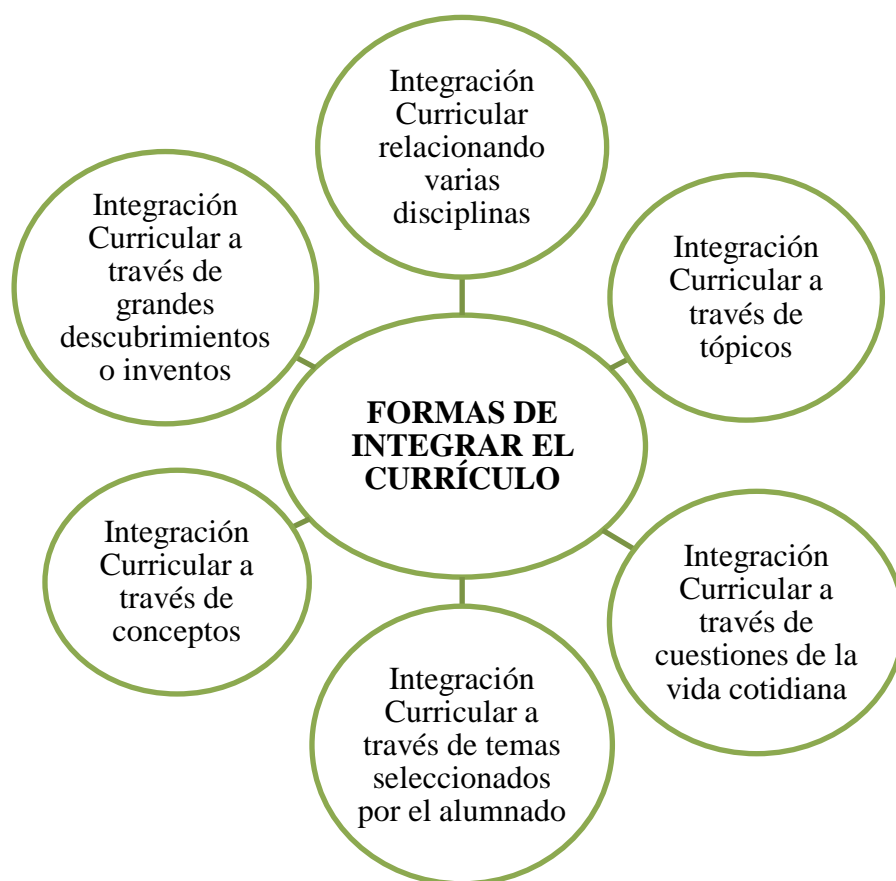 Integración
Curricular
relacionando
varias
disciplinas
Integración
Curricular a
través de
tópicos
Integración
Curricular a
través de
cuestiones de la
vida cotidiana
Integración
Curricular a
través de temas
seleccionados
por el alumnado
Integración
Curricular a
través de
conceptos
Integración
Curricular a
través de
grandes
descubrimientos
o inventos
FORMAS DE
INTEGRAR EL
CURRÍCULO